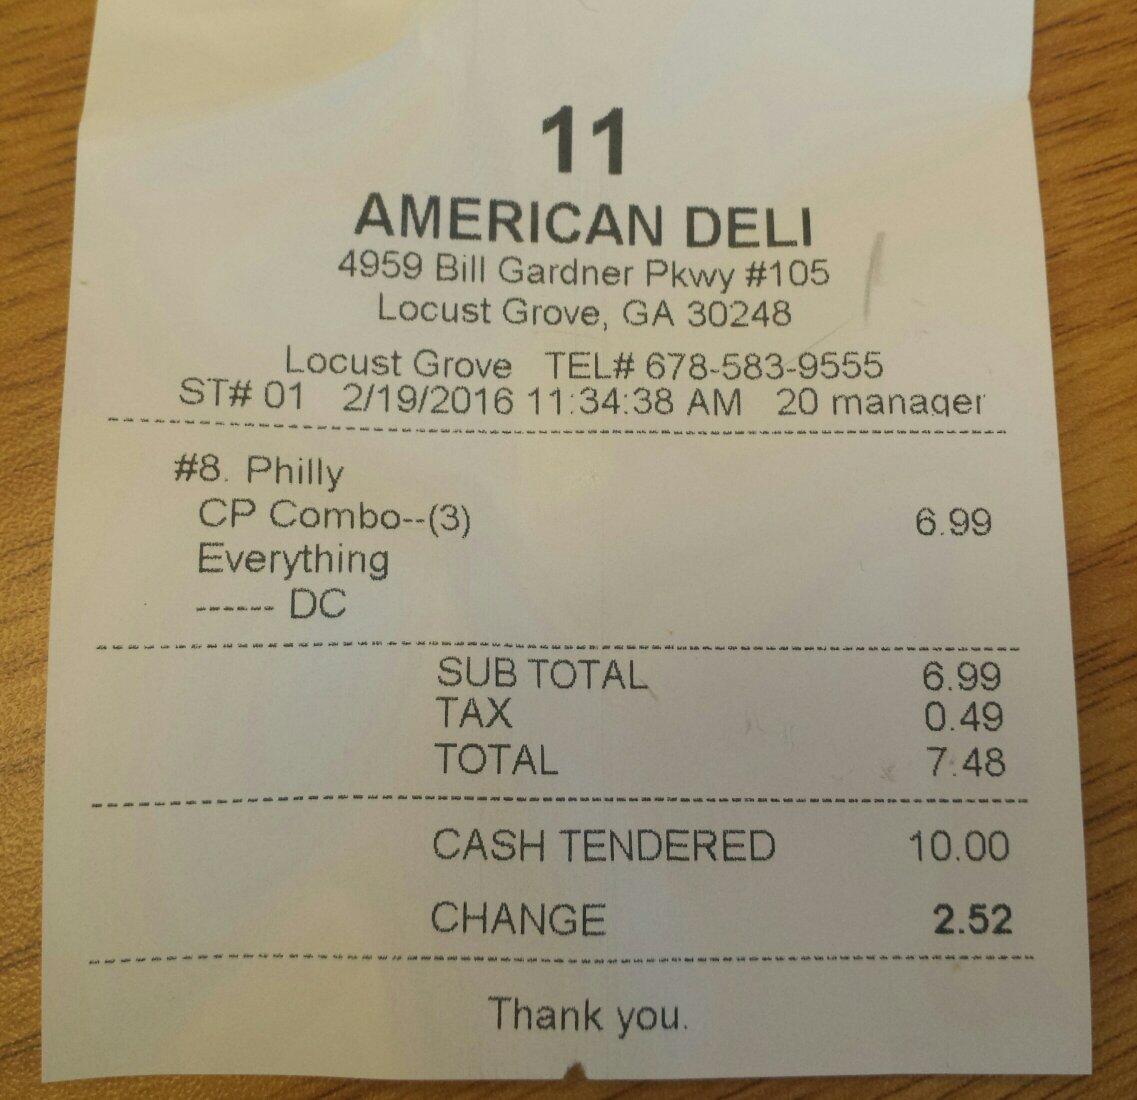 11
AMERICAN DELI
4959 Bill Gardner Pkwy #105
Locust Grove, GA 30248
Locust Grove TEL# 678-583-9555
ST# 01 2/19/2016 11:34:38 AM 20 manager
#8. Philly
CP Combo--(3) 6.99
Everything
------ DC
SUB TOTAL 6.99
TAX 0.49
TOTAL 7.48
CASH TENDERED 10.00
CHANGE 2.52
Thank you.